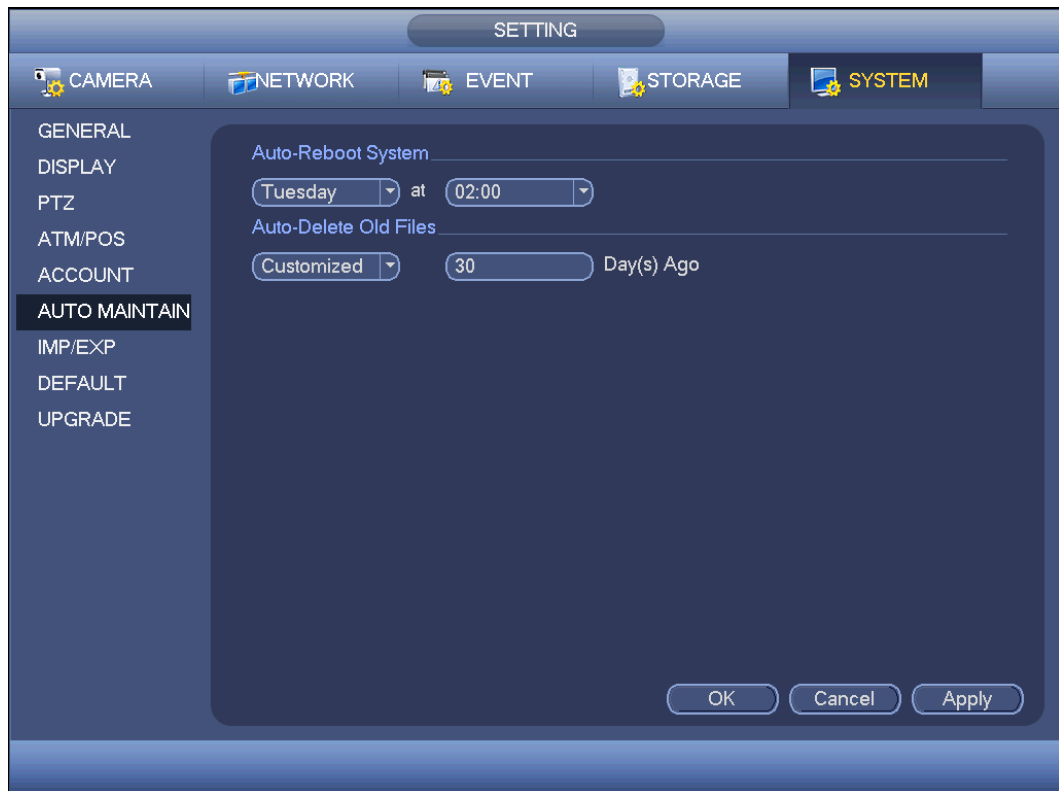 SETTING
CAMERA NETWORK EVENT STORAGE SYSTEM
GENERAL
DISPLAY
PTZ
ATM/POS
ACCOUNT
AUTO MAINTAIN
IMP/EXP
DEFAULT
UPGRADE
Auto-Reboot System
Tuesday at 02:00
Auto-Delete Old Files
Customized 30 Day(s) Ago
OK Cancel Apply